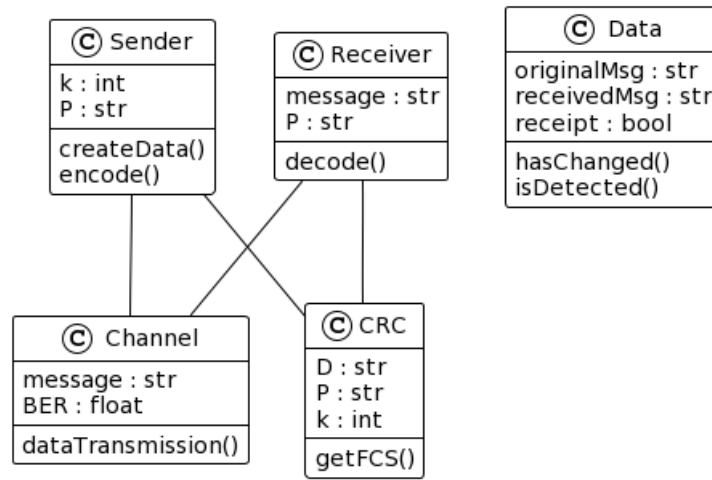 C Sender
k : int
P : str
createData()
encode()
C Receiver
message : str
P : str
decode()
C Data
originalMsg : str
receivedMsg : str
receipt : bool
hasChanged()
isDetected()
C Channel
message : str
BER : float
dataTransmission()
C CRC
D : str
P : str
k : int
getFCS()